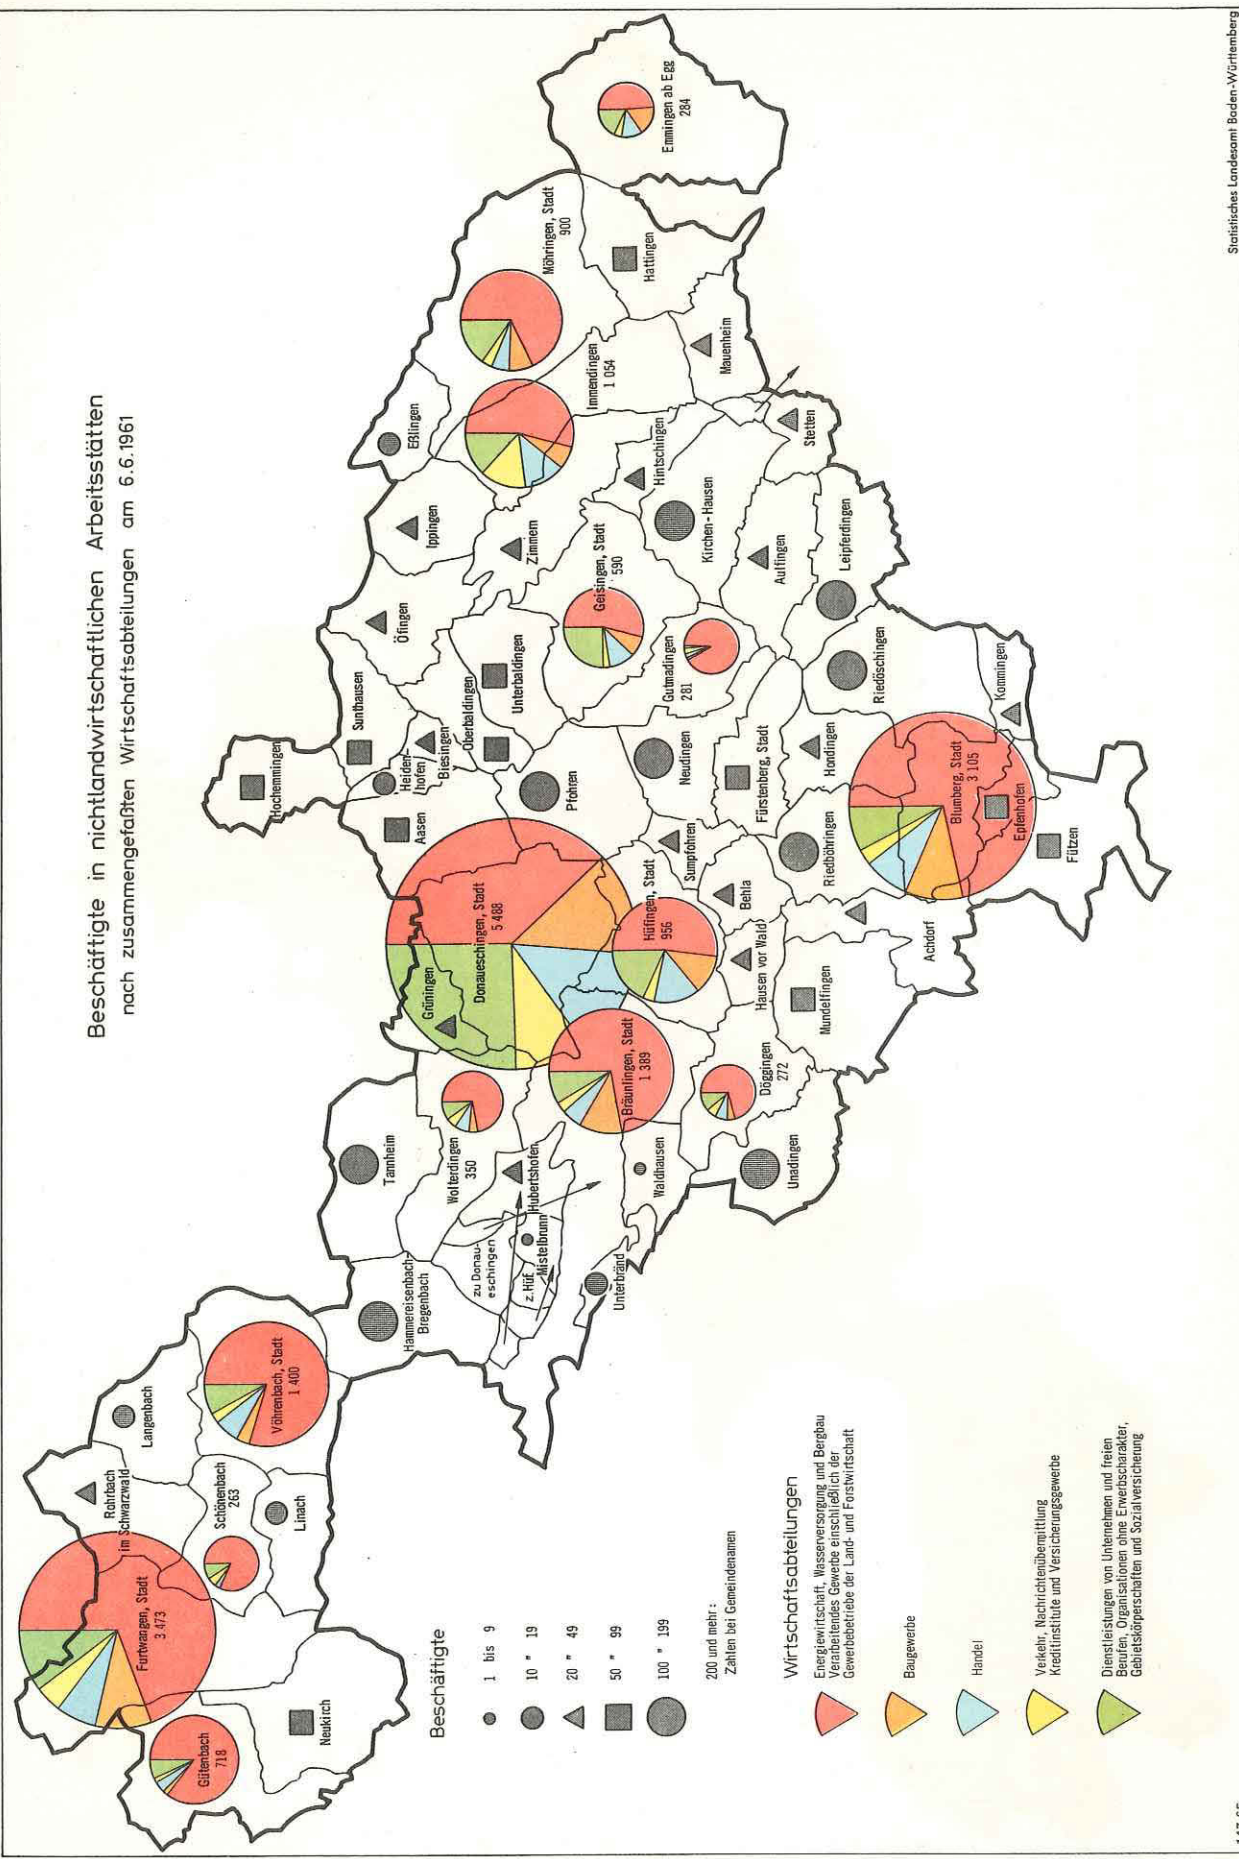 Beschäftigte in nichtlandwirtschaftlichen Arbeitsstätten
nach zusammengefaßten Wirtschaftsabteilungen am 6.6.1961
Furtwangen, Stadt
3 473
Gütenbach
718
Neukirch
Rohrbach
im Schwarzwald
Schönenbach
263
Linach
Langenbach
Vöhrenbach, Stadt
1 400
Hammereisenbach-
Bregenbach
Tannheim
Wolterdingen
350
zu Donau-
eschingen
z. Hüf.
Mistelbrunn
Hubertshofen
Unterbränd
Waldhausen
Bräunlingen, Stadt
1 389
Unadingen
Döggingen
272
Grüningen
Donaueschingen, Stadt
5 488
Hüfingen, Stadt
956
Hausen vor Wald
Mundelfingen
Achdorf
Behla
Sumpfohren
Riedböhringen
Aasen
Heiden-
hofen
Biesingen
Hochemmingen
Sunthausen
Oberbaldingen
Unterbaldingen
Öfingen
Pfohren
Neudingen
Fürstenberg, Stadt
Hondingen
Blumberg, Stadt
3 105
Epfenhofen
Fützen
Kommingen
Riedöschingen
Leipferdingen
Aulfingen
Gutmadingen
281
Geisingen, Stadt
590
Kirchen-Hausen
Hintschingen
Zimmern
Ippingen
Eßlingen
Immendingen
1 054
Möhringen, Stadt
900
Stetten
Mauenheim
Hattingen
Emmingen ab Egg
284
Beschäftigte
1 bis 9
10 " 19
20 " 49
50 " 99
100 " 199
200 und mehr:
Zahlen bei Gemeindenamen
Wirtschaftsabteilungen
Energiewirtschaft, Wasserversorgung und Bergbau
Verarbeitendes Gewerbe einschließlich der
Gewerbebetriebe der Land- und Forstwirtschaft
Baugewerbe
Handel
Verkehr, Nachrichtenübermittlung
Kreditinstitute und Versicherungsgewerbe
Dienstleistungen von Unternehmen und freien
Berufen, Organisationen ohne Erwerbscharakter,
Gebietskörperschaften und Sozialversicherung
Statistisches Landesamt Baden-Württemberg